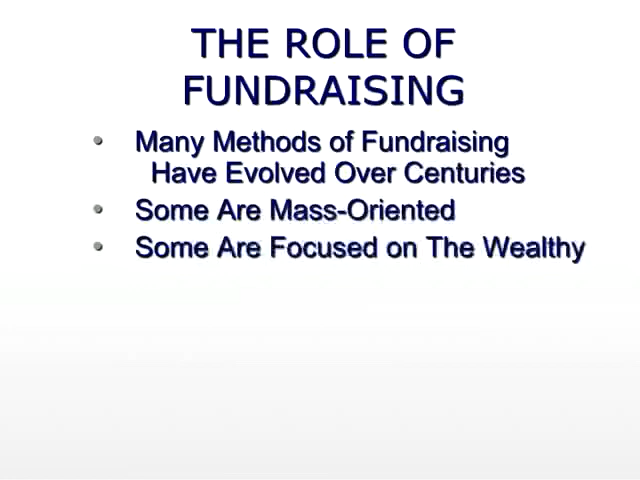 THE ROLE OF
FUNDRAISING
• Many Methods of Fundraising
Have Evolved Over Centuries
• Some Are Mass-Oriented
• Some Are Focused on The Wealthy